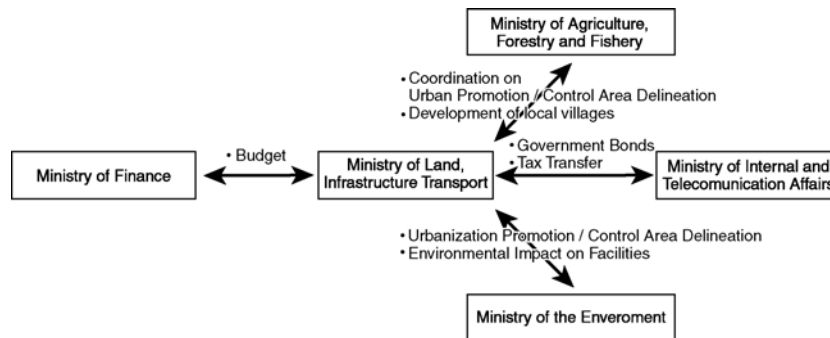 Ministry of Agriculture,
Forestry and Fishery
• Coordination on
Urban Promotion / Control Area Delineation
• Development of local villages
• Budget
• Government Bonds
• Tax Transfer
Ministry of Finance
Ministry of Land,
Infrastructure Transport
Ministry of Internal and
Telecomunication Affairs
• Urbanization Promotion / Control Area Delineation
• Environmental Impact on Facilities
Ministry of the Enveroment